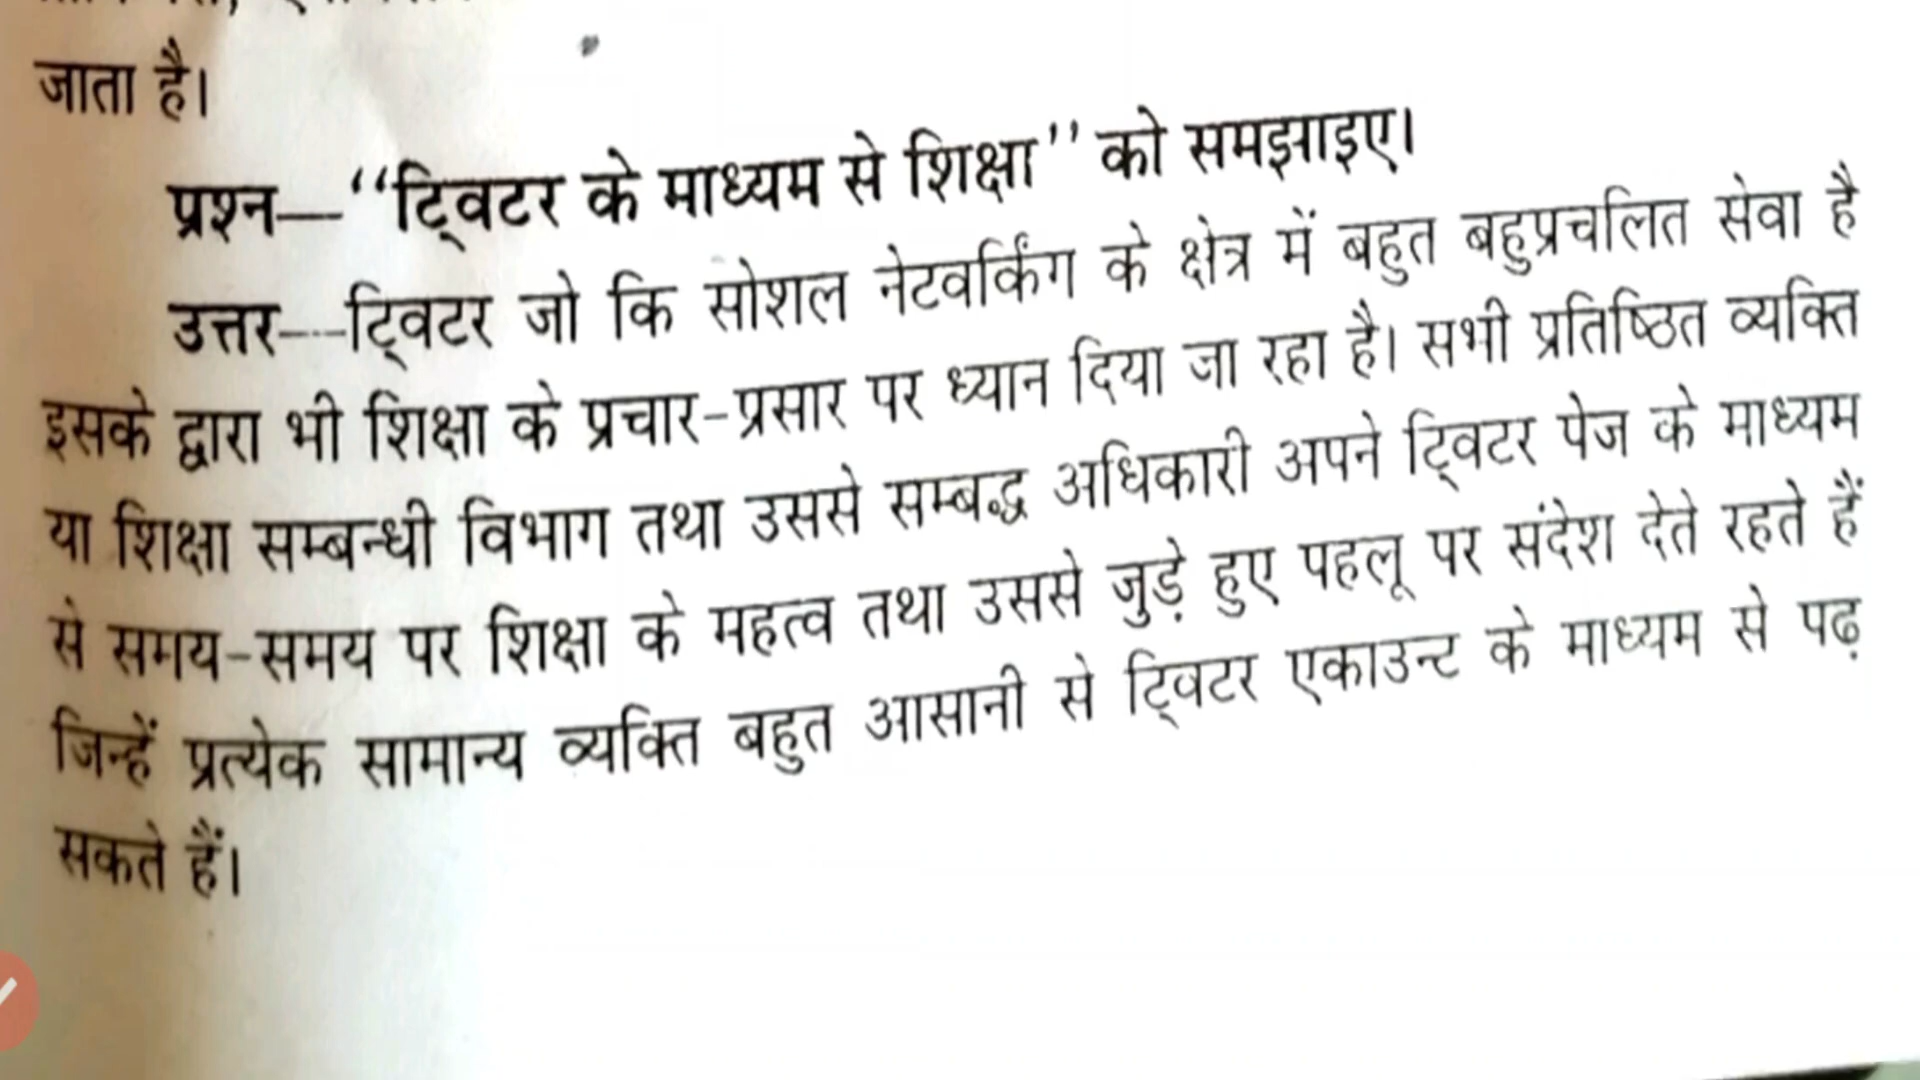 जाता है।
प्रश्न—‘‘ट्विटर के माध्यम से शिक्षा’’ को समझाइए।
उत्तर—ट्विटर जो कि सोशल नेटवर्किंग के क्षेत्र में बहुत बहुप्रचलित सेवा है
इसके द्वारा भी शिक्षा के प्रचार-प्रसार पर ध्यान दिया जा रहा है। सभी प्रतिष्ठित व्यक्ति
या शिक्षा सम्बन्धी विभाग तथा उससे सम्बद्ध अधिकारी अपने ट्विटर पेज के माध्यम
से समय-समय पर शिक्षा के महत्व तथा उससे जुड़े हुए पहलू पर संदेश देते रहते हैं
जिन्हें प्रत्येक सामान्य व्यक्ति बहुत आसानी से ट्विटर एकाउन्ट के माध्यम से पढ़
सकते हैं।